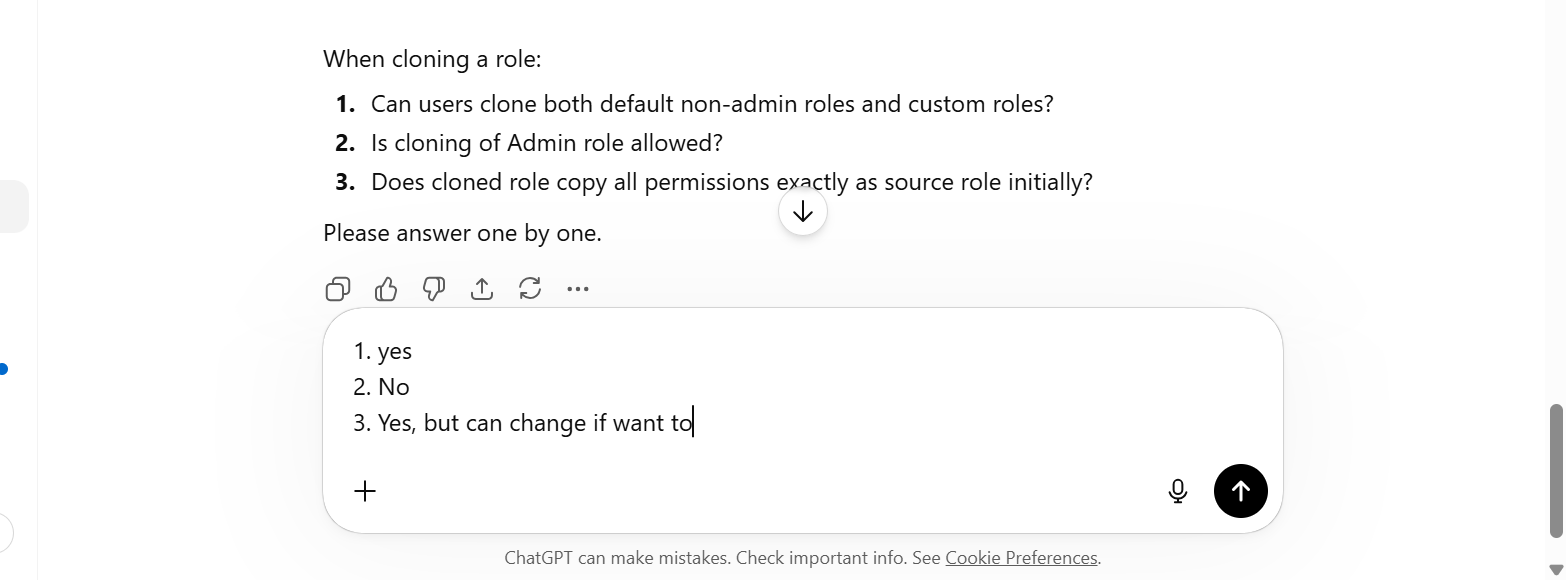 When cloning a role:
1. Can users clone both default non-admin roles and custom roles?
2. Is cloning of Admin role allowed?
3. Does cloned role copy all permissions exactly as source role initially?
Please answer one by one.
1. yes
2. No
3. Yes, but can change if want to
ChatGPT can make mistakes. Check important info. See Cookie Preferences.